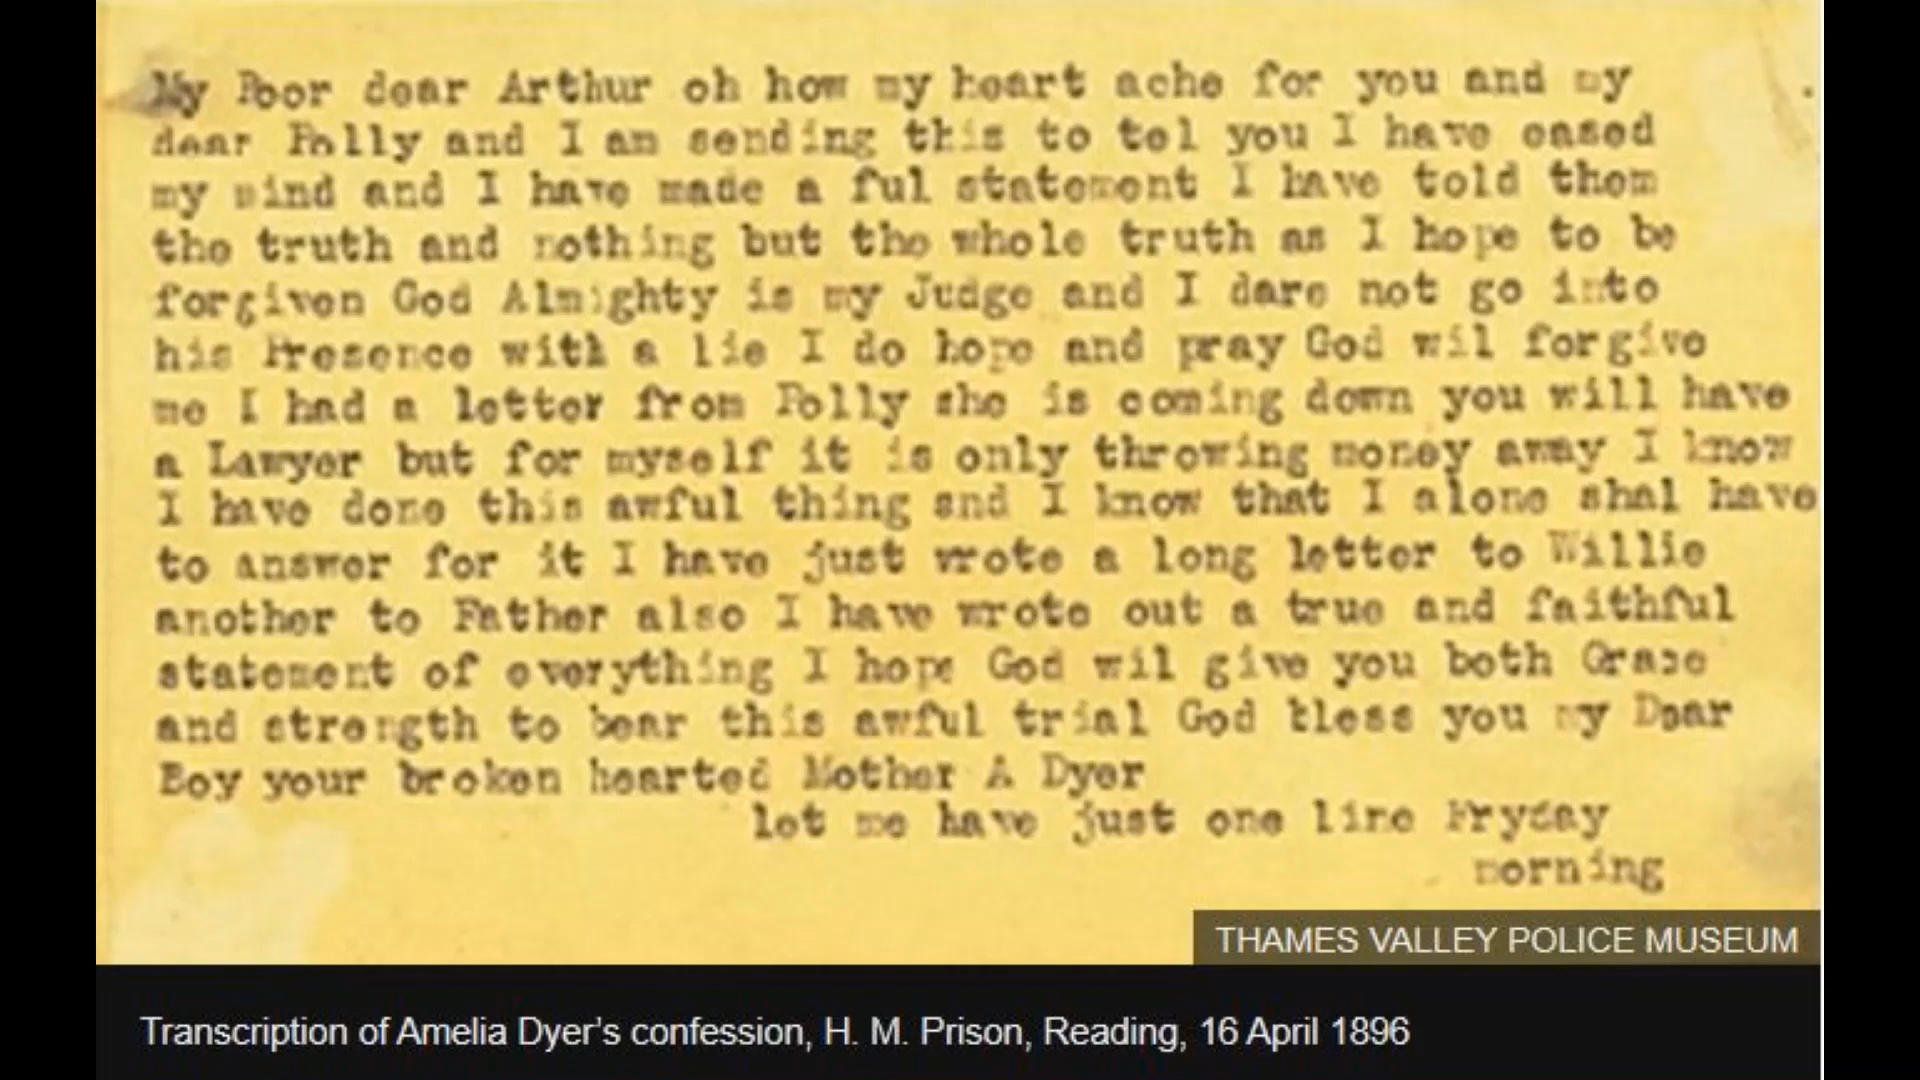 My Poor dear Arthur oh how my heart ache for you and my
dear Polly and I am sending this to tel you I have eased
my mind and I have made a ful statement I have told them
the truth and nothing but the whole truth as I hope to be
forgiven God Almighty is my Judge and I dare not go into
his Presence with a lie I do hope and pray God wil forgive
me I had a letter from Polly she is coming down you will have
a Lawyer but for myself it is only throwing money away I know
I have done this awful thing snd I know that I alone shal have
to answer for it I have just wrote a long letter to Willie
another to Father also I have wrote out a true and faithful
statement of everything I hope God wil give you both Grace
and strength to bear this awful trial God bless you my Dear
Boy your broken hearted Mother A Dyer
let me have just one line Fryday
morning
THAMES VALLEY POLICE MUSEUM
Transcription of Amelia Dyer's confession, H. M. Prison, Reading, 16 April 1896